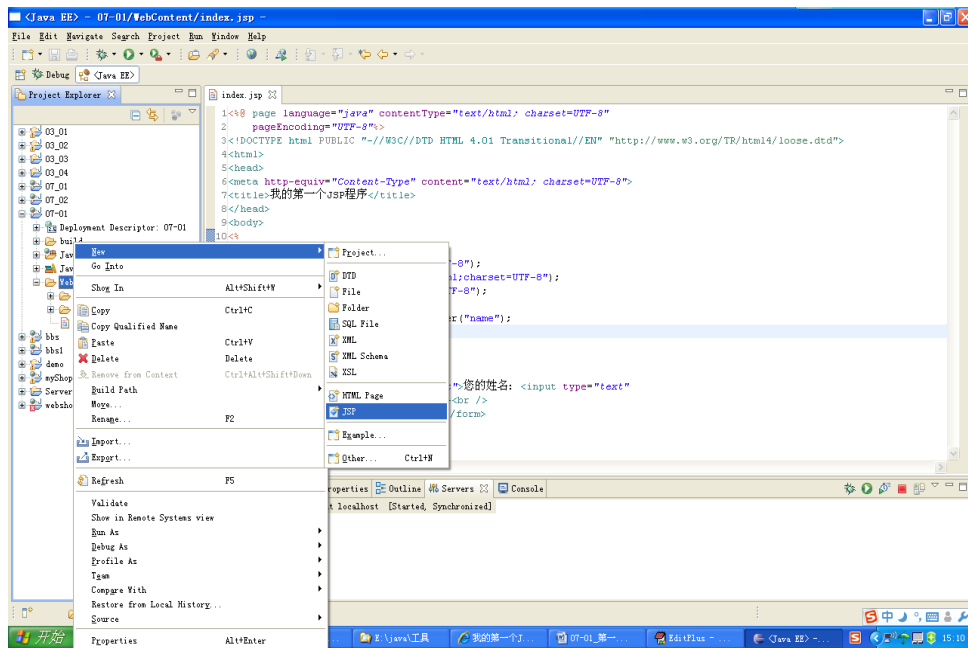 <Java EE> - 07-01/WebContent/index.jsp -
File Edit Navigate Search Project Run Window Help
Debug <Java EE>
Project Explorer
index.jsp
03_01
03_02
03_03
03_04
07_01
07_02
07-01
Deployment Descriptor: 07-01
build
Jav
Jav
Web
bbs
bbs1
demo
myShop
Server
websho
1<%@ page language="java" contentType="text/html; charset=UTF-8"
2 pageEncoding="UTF-8"%>
3<!DOCTYPE html PUBLIC "-//W3C//DTD HTML 4.01 Transitional//EN" "http://www.w3.org/TR/html4/loose.dtd">
4<html>
5<head>
6<meta http-equiv="Content-Type" content="text/html; charset=UTF-8">
7<title>我的第一个JSP程序</title>
8</head>
9<body>
10<%
-8");
ml;charset=UTF-8");
F-8");
er("name");
">您的姓名: <input type="text"
<br />
/form>
New
Go Into
Show In Alt+Shift+W
Copy Ctrl+C
Copy Qualified Name
Paste Ctrl+V
Delete Delete
Remove from Context Ctrl+Alt+Shift+Down
Build Path
Move...
Rename... F2
Import...
Export...
Refresh F5
Validate
Show in Remote Systems view
Run As
Debug As
Profile As
Team
Compare With
Restore from Local History...
Source
Properties Alt+Enter
Project...
DTD
File
Folder
SQL File
XML
XML Schema
XSL
HTML Page
JSP
Example...
Other... Ctrl+N
roperties Outline Servers Console
t localhost [Started, Synchronized]
开始
.. E:\java\工具 我的第一个J... 07-01_第一... EditPlus - ... <Java EE> -...
中
15:10